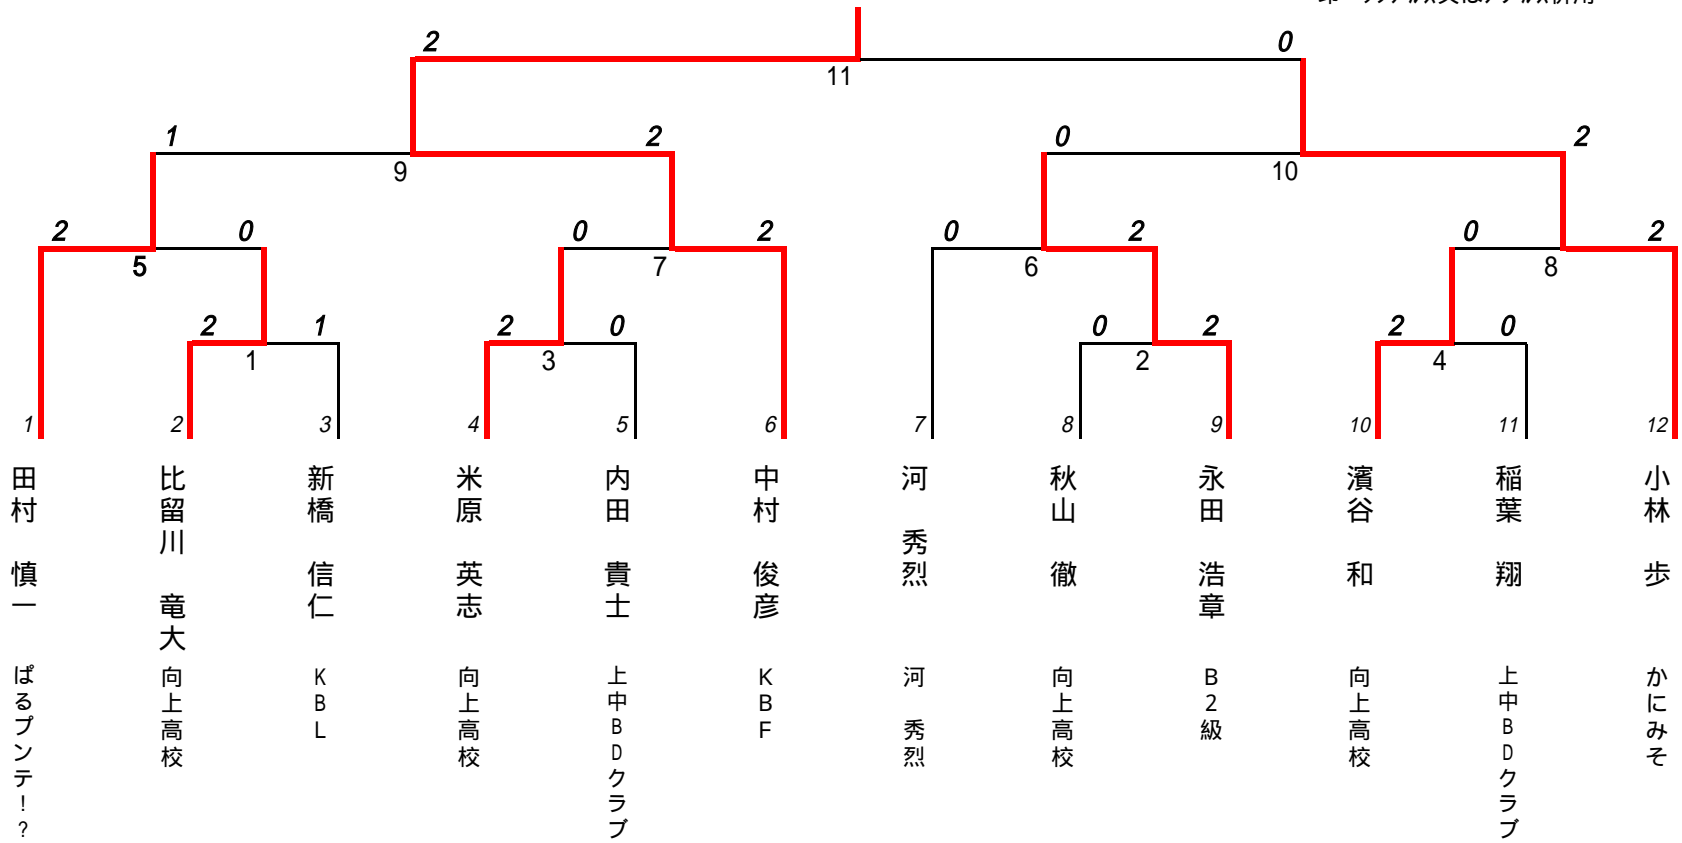 2 0
11
1 2 0 2
9 10
2 0 0 2 0 2 0 2
5 7 6 8
2 1 2 0 0 2 2 0
1 3 2 4
1 2 3 4 5 6 7 8 9 10 11 12
田村 慎一
比留川 竜大
新橋 信仁
米原 英志
内田 貴士
中村 俊彦
河 秀烈
秋山 徹
永田 浩章
濱谷 和
稲葉 翔
小林 歩
ぱるプンテ!?
向上高校
KBL
向上高校
上中BDクラブ
KBF
河 秀烈
向上高校
B2級
向上高校
上中BDクラブ
かにみそ